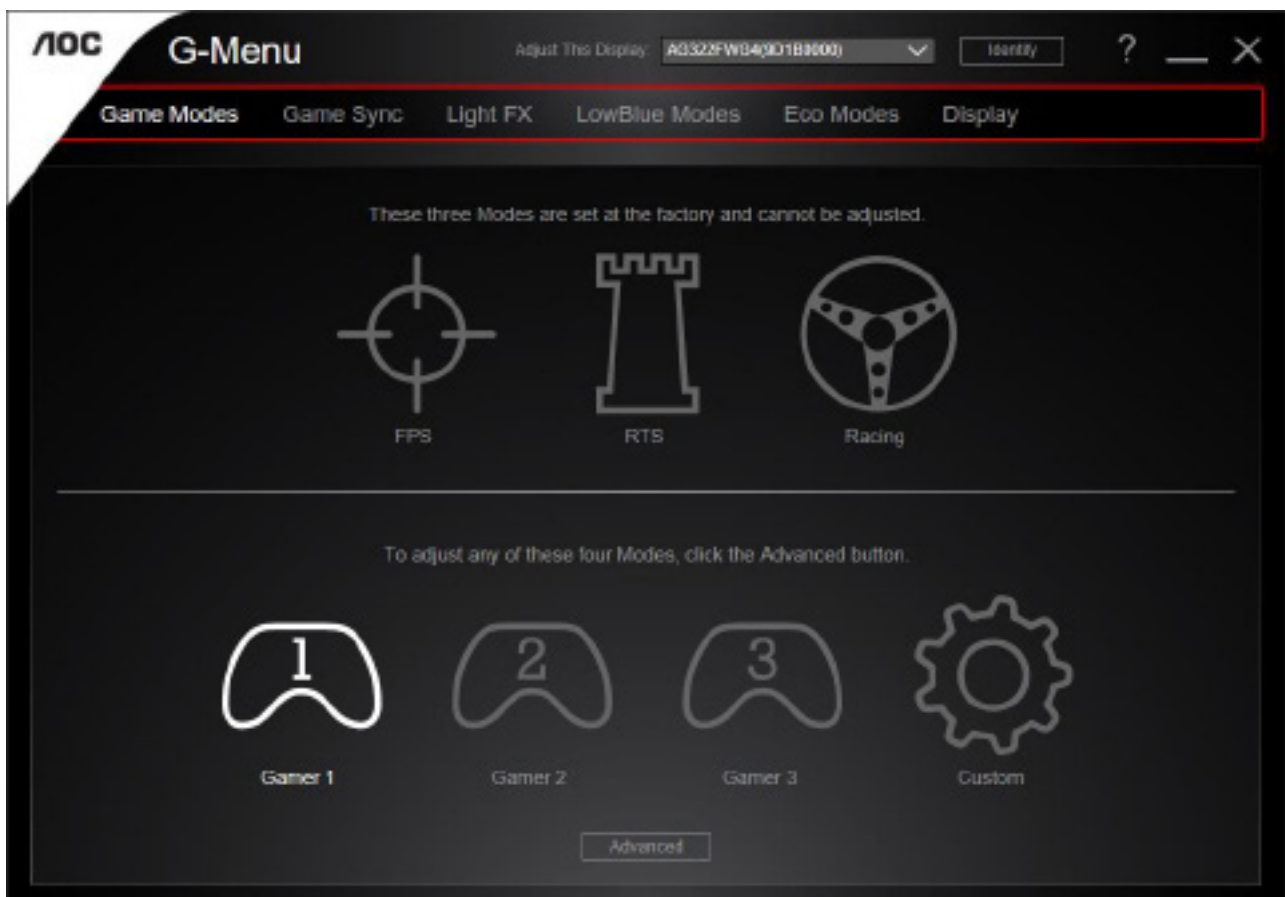 AOC G-Menu Adjust This Display: AG322FWG4(9D1B0000) Identify ?
Game Modes Game Sync Light FX LowBlue Modes Eco Modes Display
These three Modes are set at the factory and cannot be adjusted.
FPS RTS Racing
To adjust any of these four Modes, click the Advanced button.
1 2 3
Gamer 1 Gamer 2 Gamer 3 Custom
Advanced